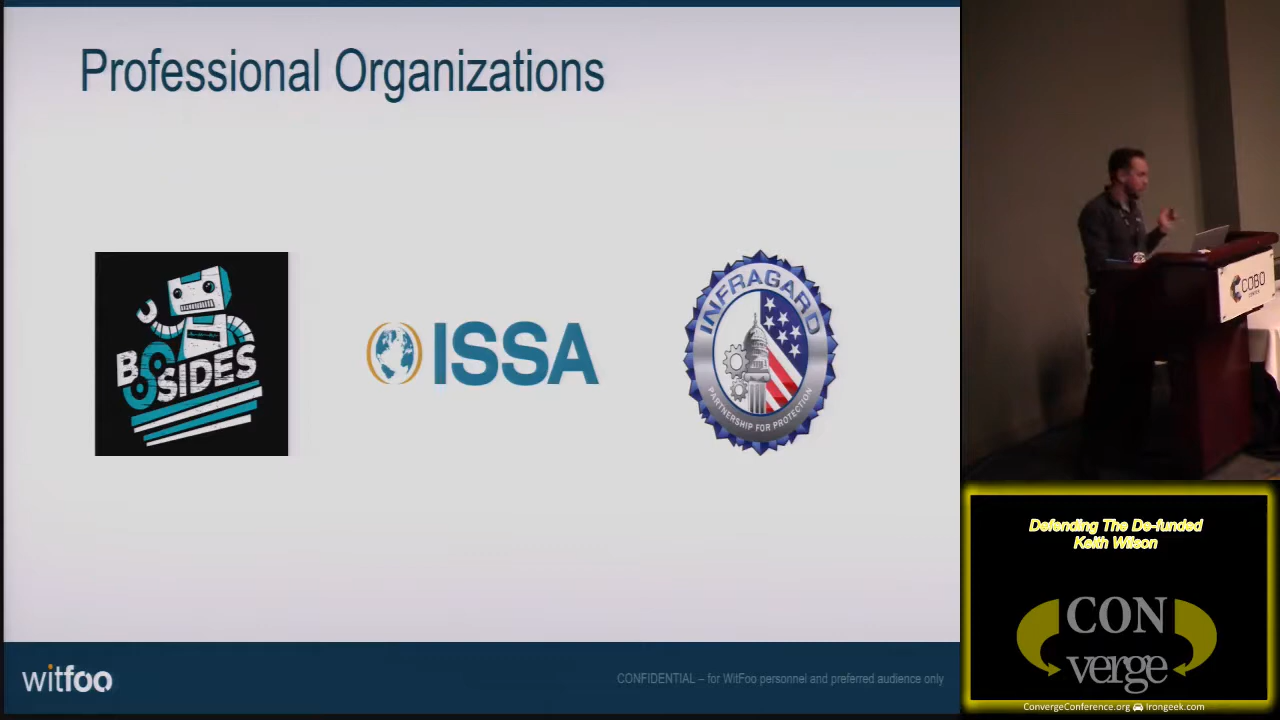 Professional Organizations
BSIDES
ISSA
INFRAGARD
PARTNERSHIP FOR PROTECTION
witfoo
CONFIDENTIAL – for WitFoo personnel and preferred audience only
COBO
Defending The De-funded
Keith Wilson
CON
verge
ConvergeConference.org Irongeek.com